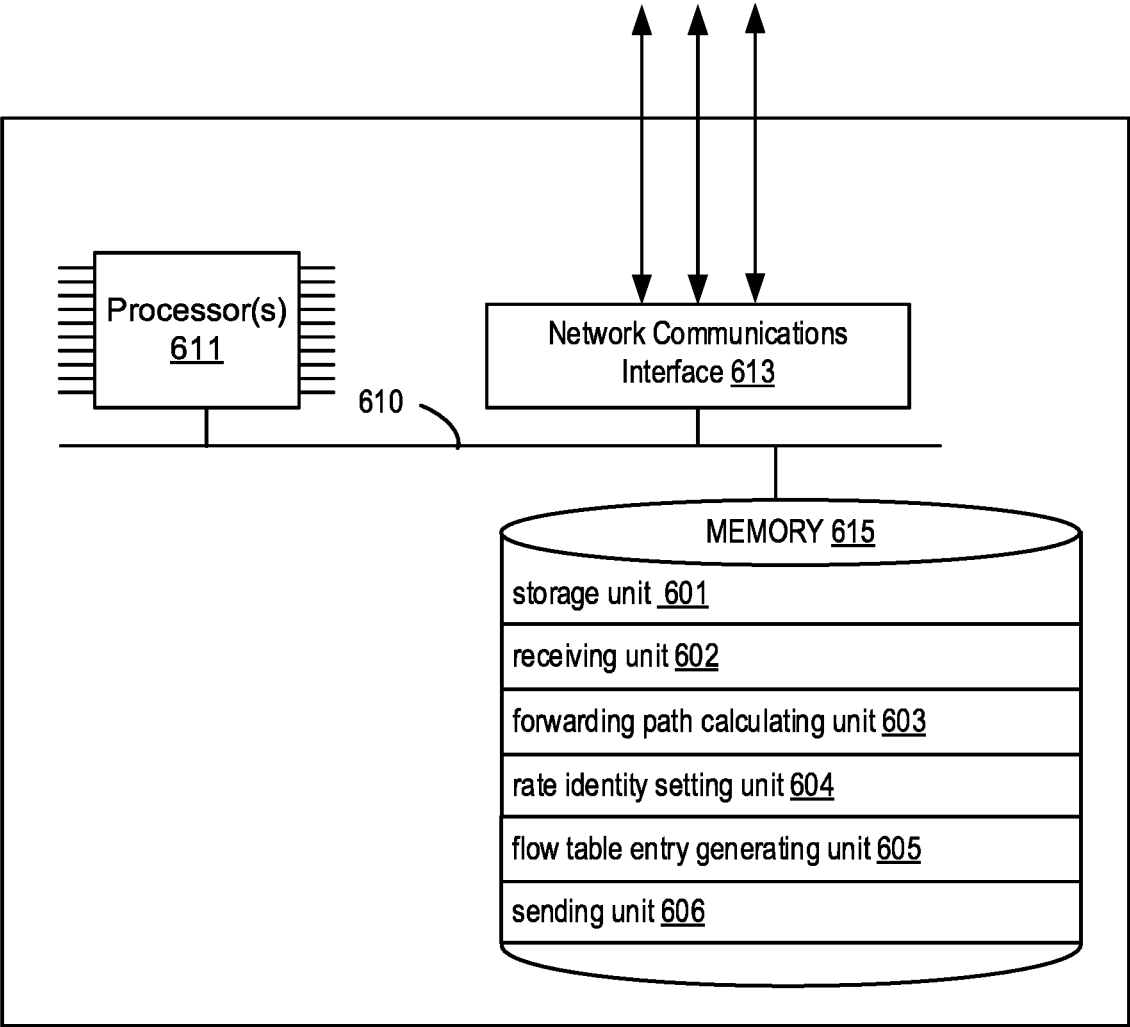 Processor(s)
611
Network Communications
Interface 613
610
MEMORY 615
storage unit 601
receiving unit 602
forwarding path calculating unit 603
rate identity setting unit 604
flow table entry generating unit 605
sending unit 606